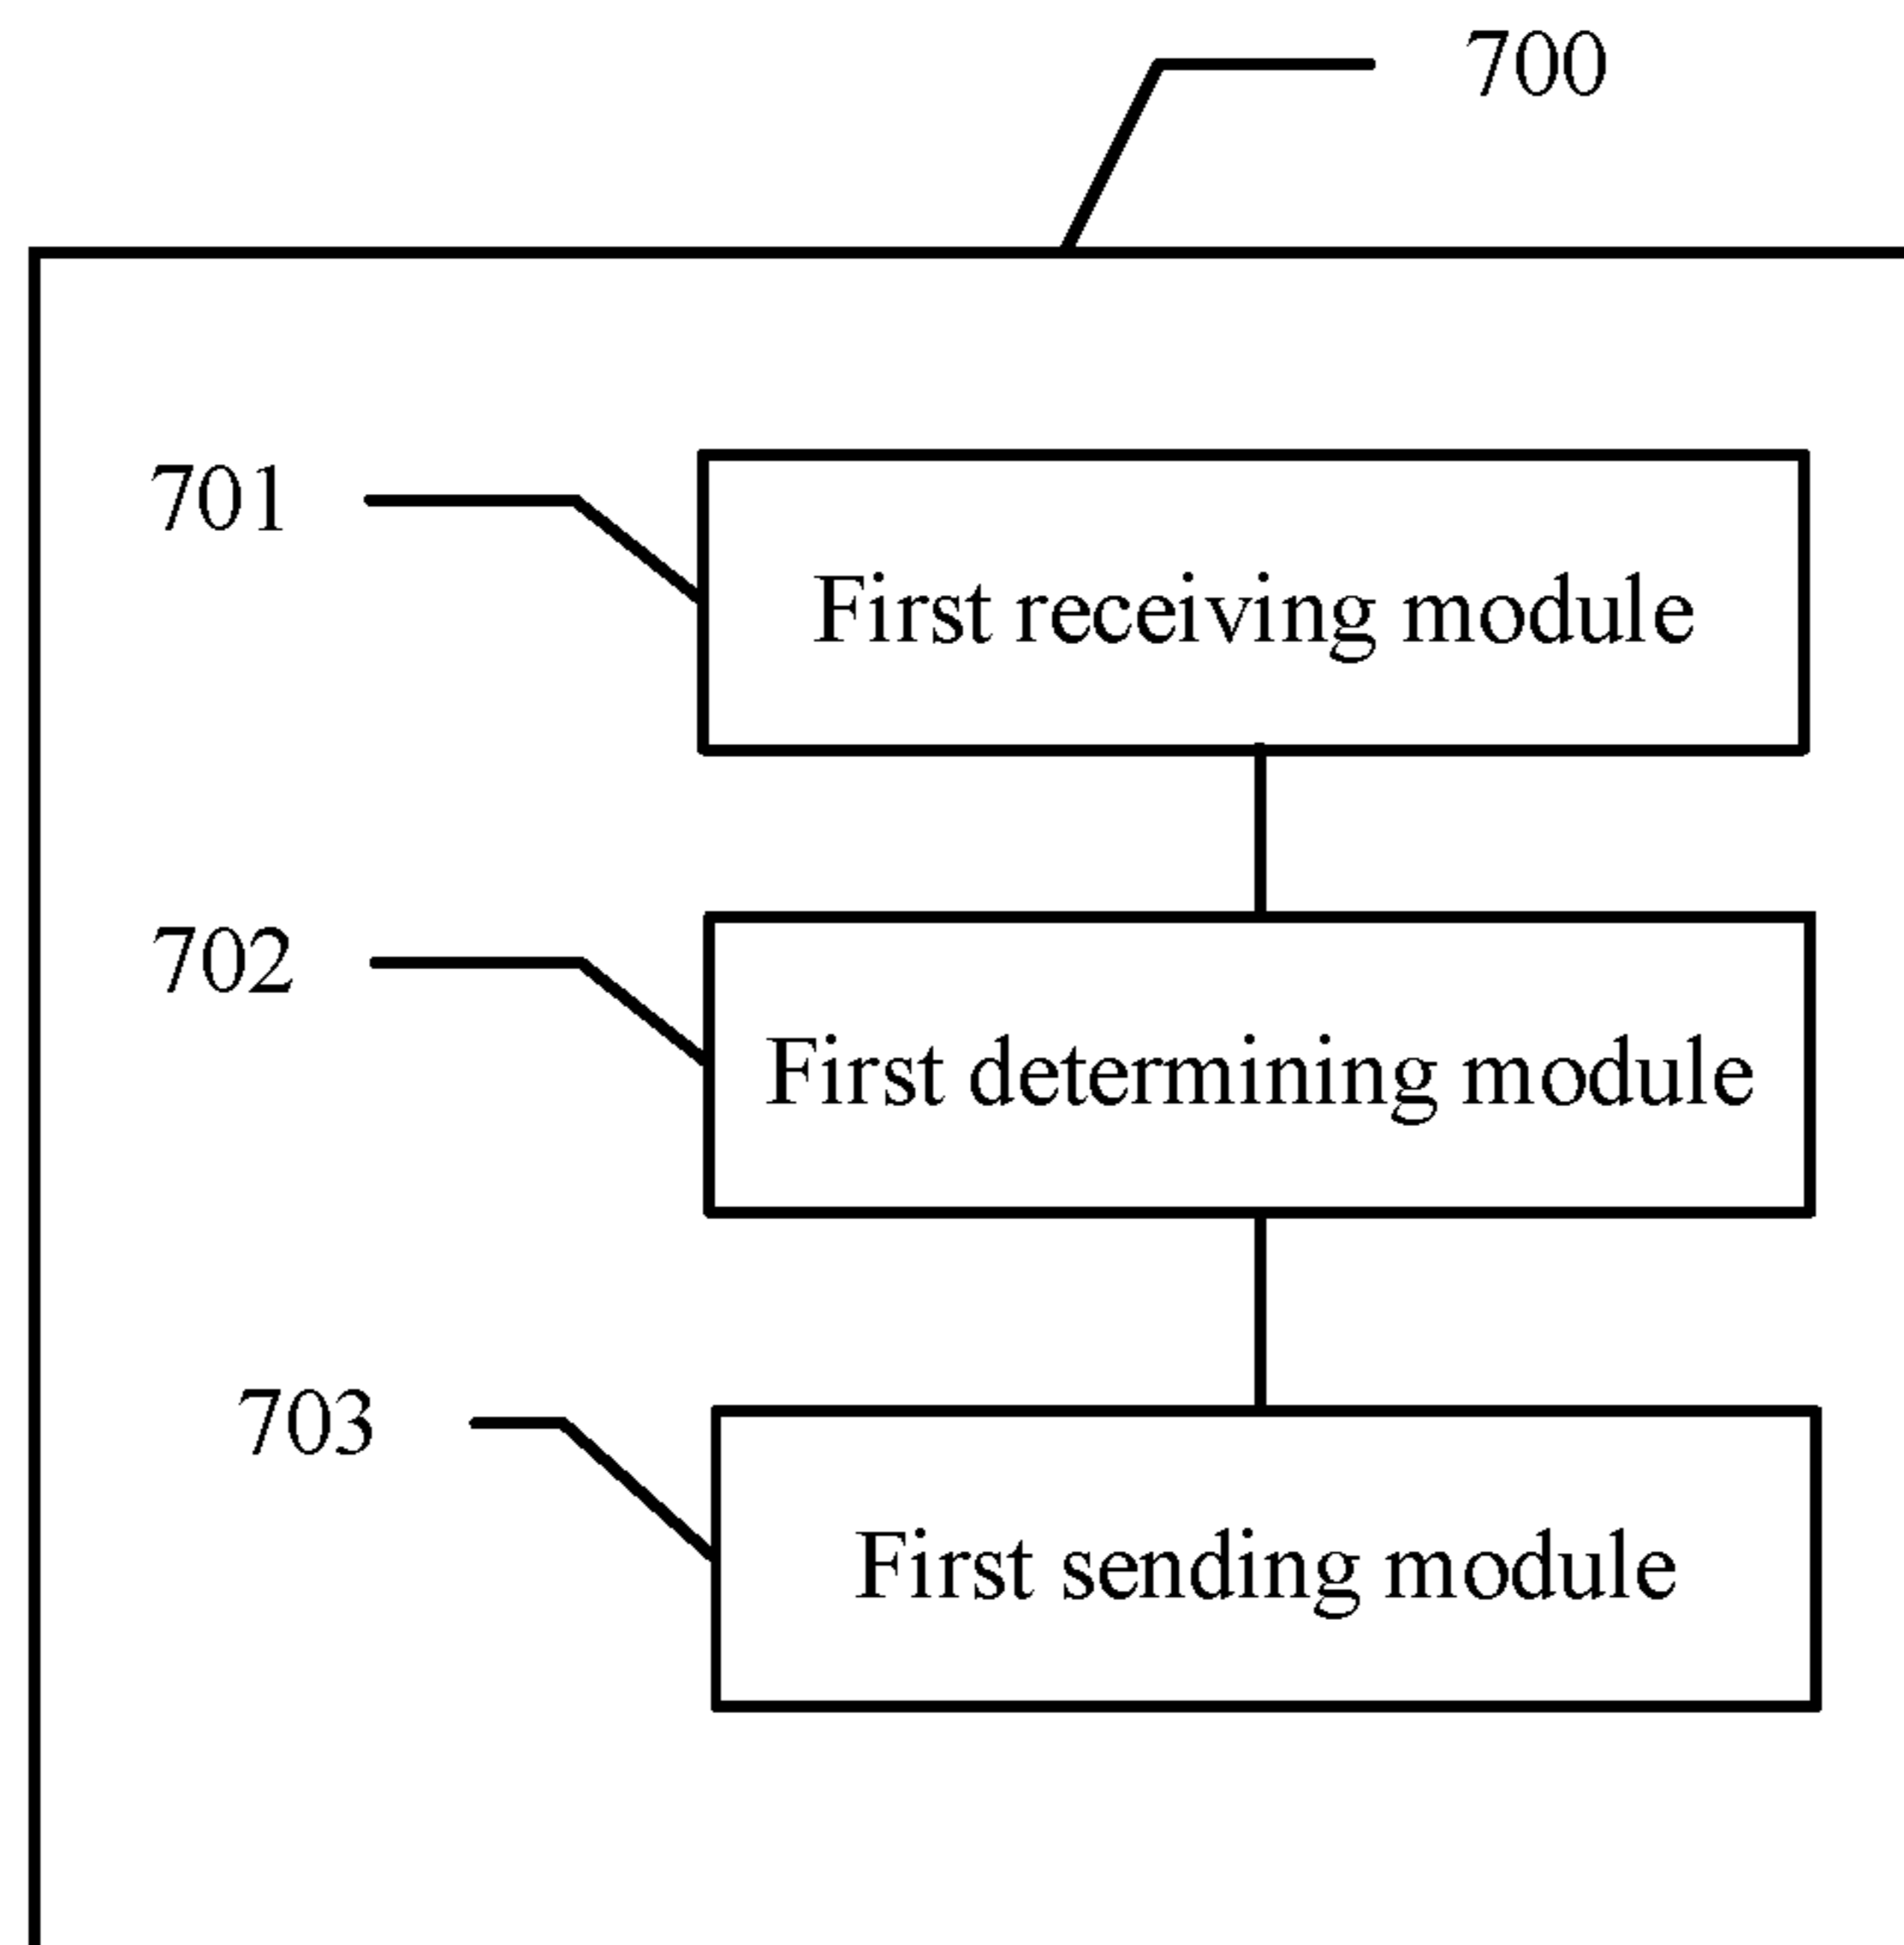 700
701
First receiving module
702
First determining module
703
First sending module